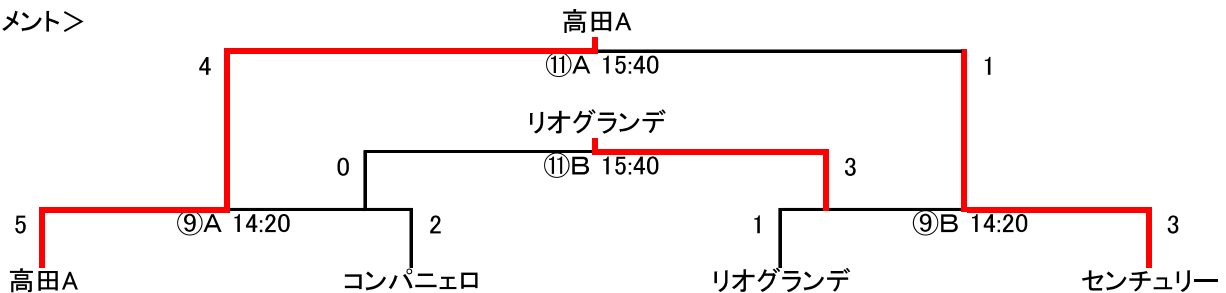 メント＞
高田A
4
⑪A 15:40
1
リオグランデ
0
⑪B 15:40
3
5
⑨A 14:20
2
1
⑨B 14:20
3
高田A
コンパニェロ
リオグランデ
センチュリー